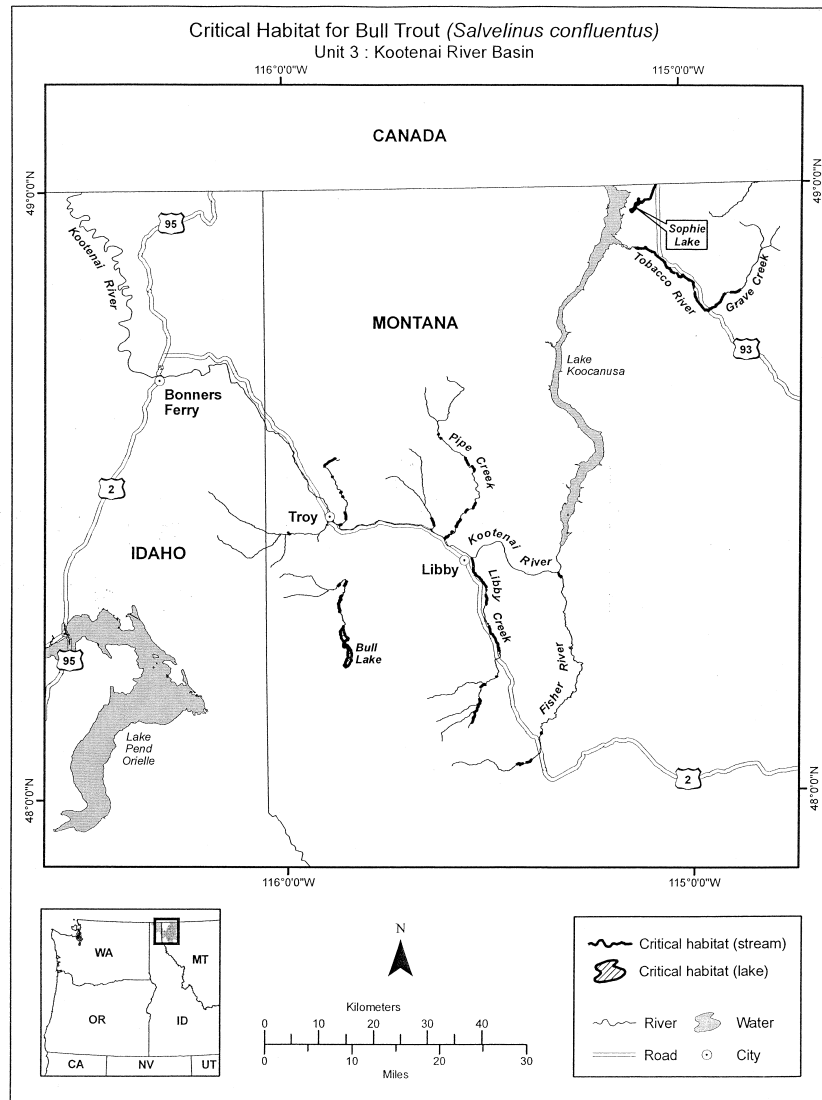 Critical Habitat for Bull Trout (Salvelinus confluentus)
Unit 3 : Kootenai River Basin
116°0'0"W
115°0'0"W
CANADA
49°0'0"N
49°0'0"N
95
Kootenai River
Sophie
Lake
Tobacco River
Grave Creek
MONTANA
93
Lake
Koocanusa
Bonners
Ferry
Pipe Creek
2
Troy
Kootenai River
IDAHO
Libby
Libby Creek
Bull
Lake
95
Fisher River
Lake
Pend
Orielle
2
48°0'0"N
48°0'0"N
116°0'0"W
115°0'0"W
WA
MT
OR
ID
CA
NV
UT
N
Kilometers
0 10 20 30 40
0 10 20 30
Miles
Critical habitat (stream)
Critical habitat (lake)
River
Water
Road
City